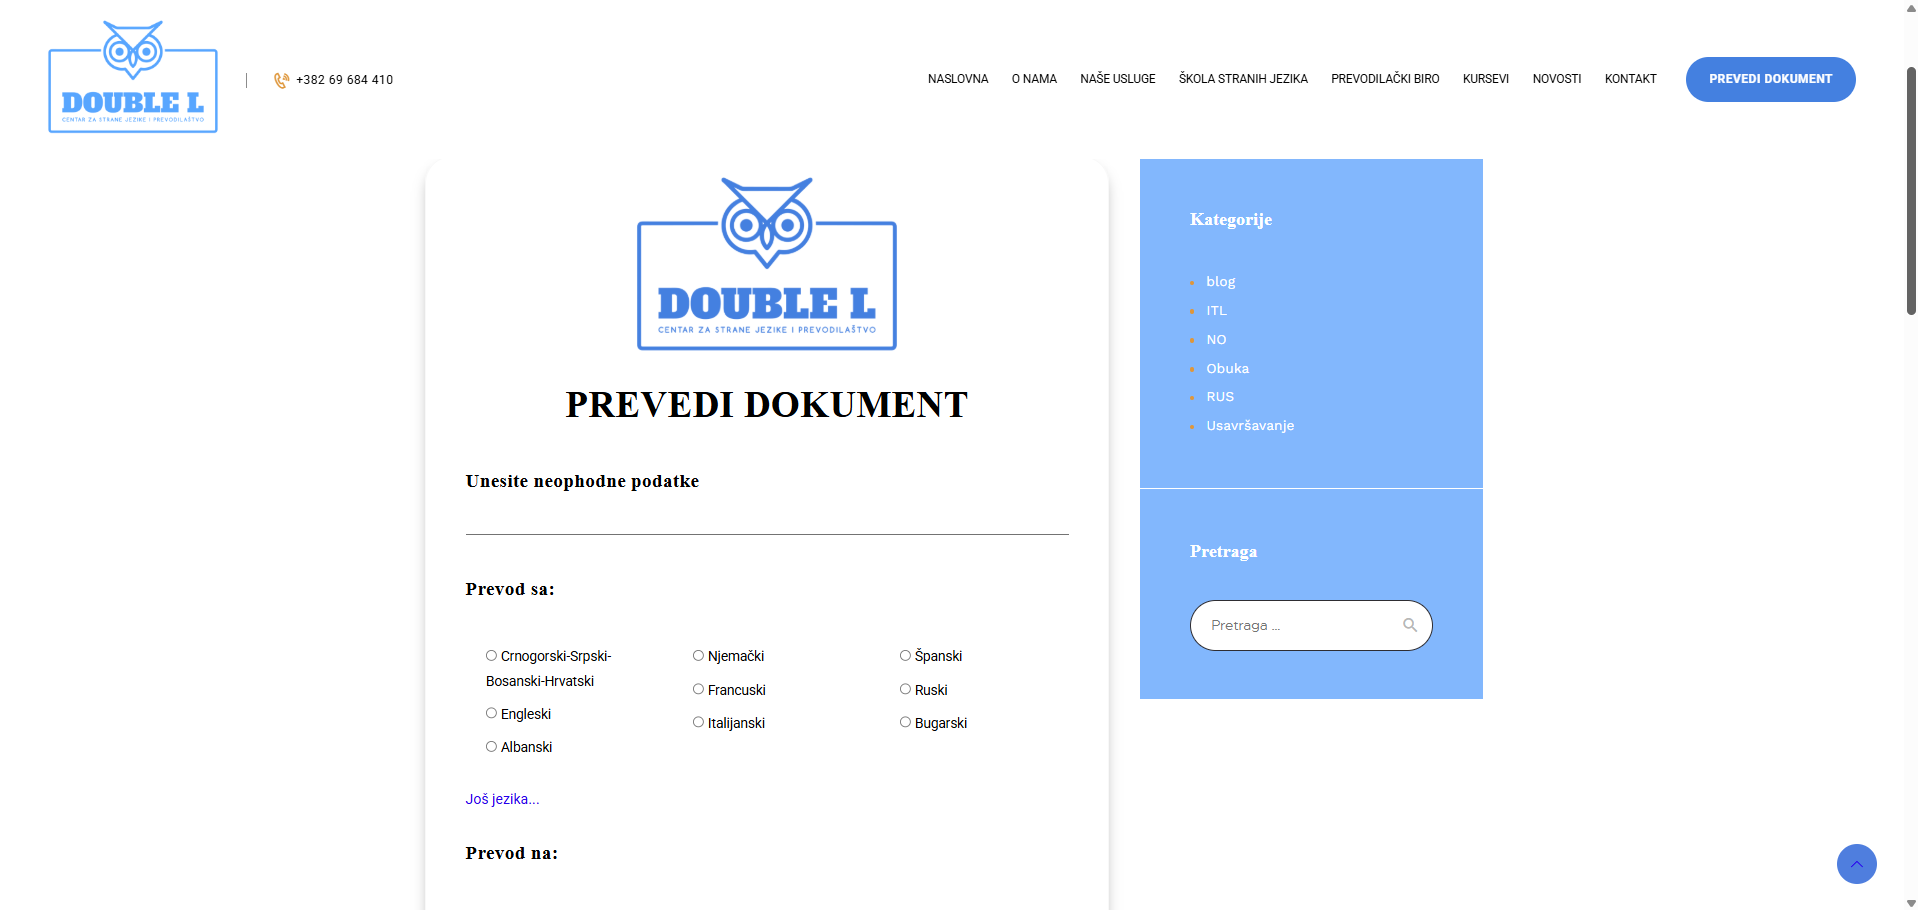 DOUBLE L
CENTAR ZA STRANE JEZIKE I PREVODILAŠTVO
+382 69 684 410
NASLOVNA
O NAMA
NAŠE USLUGE
ŠKOLA STRANIH JEZIKA
PREVODILAČKI BIRO
KURSEVI
NOVOSTI
KONTAKT
PREVEDI DOKUMENT
DOUBLE L
CENTAR ZA STRANE JEZIKE I PREVODILAŠTVO
PREVEDI DOKUMENT
Unesite neophodne podatke
Prevod sa:
Crnogorski-Srpski-
Bosanski-Hrvatski
Engleski
Albanski
Njemački
Francuski
Italijanski
Španski
Ruski
Bugarski
Još jezika...
Prevod na:
Kategorije
blog
ITL
NO
Obuka
RUS
Usavršavanje
Pretraga
Pretraga ...